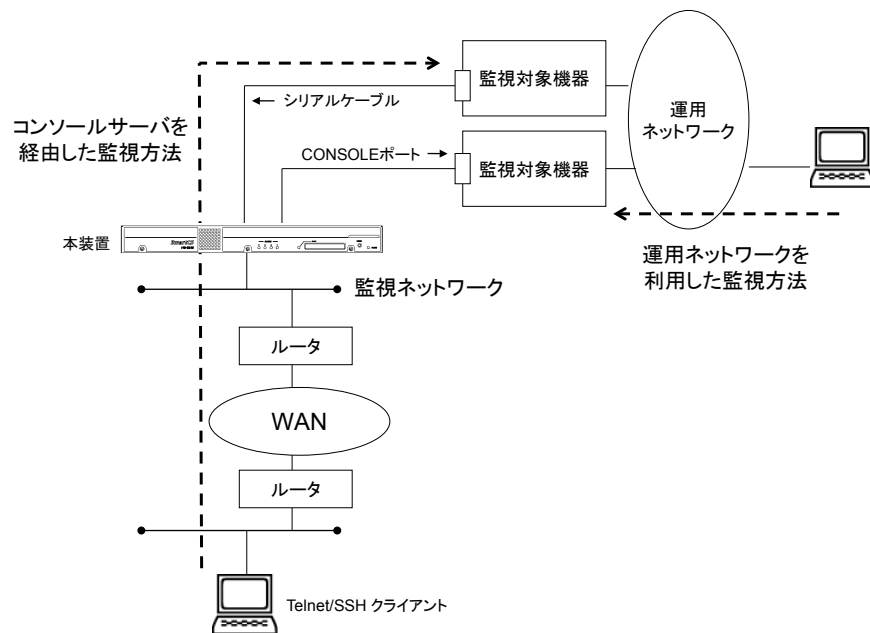 監視対象機器
シリアルケーブル
コンソールサーバを
経由した監視方法
運用
ネットワーク
CONSOLEポート
監視対象機器
本装置
運用ネットワークを
利用した監視方法
監視ネットワーク
ルータ
WAN
ルータ
Telnet/SSH クライアント